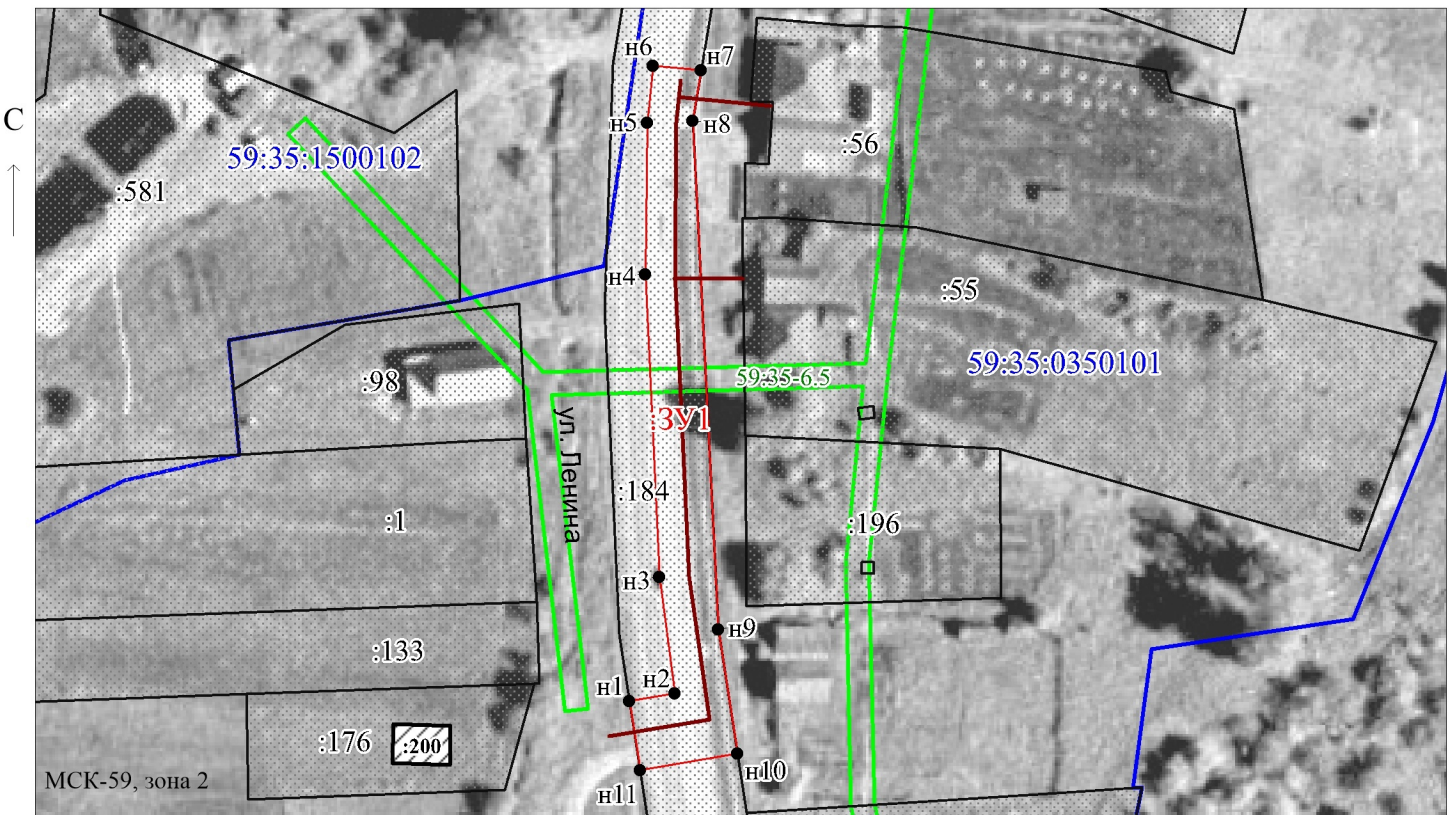 н6
н7
С
н5
н8
:56
59:35:1500102
:581
н4
:55
59:35:0350101
59:35-6.5
:98
:ЗУ1
ул. Ленина
:184
:1
:196
н3
н9
:133
н1
н2
:176
:200
н10
МСК-59, зона 2
н11